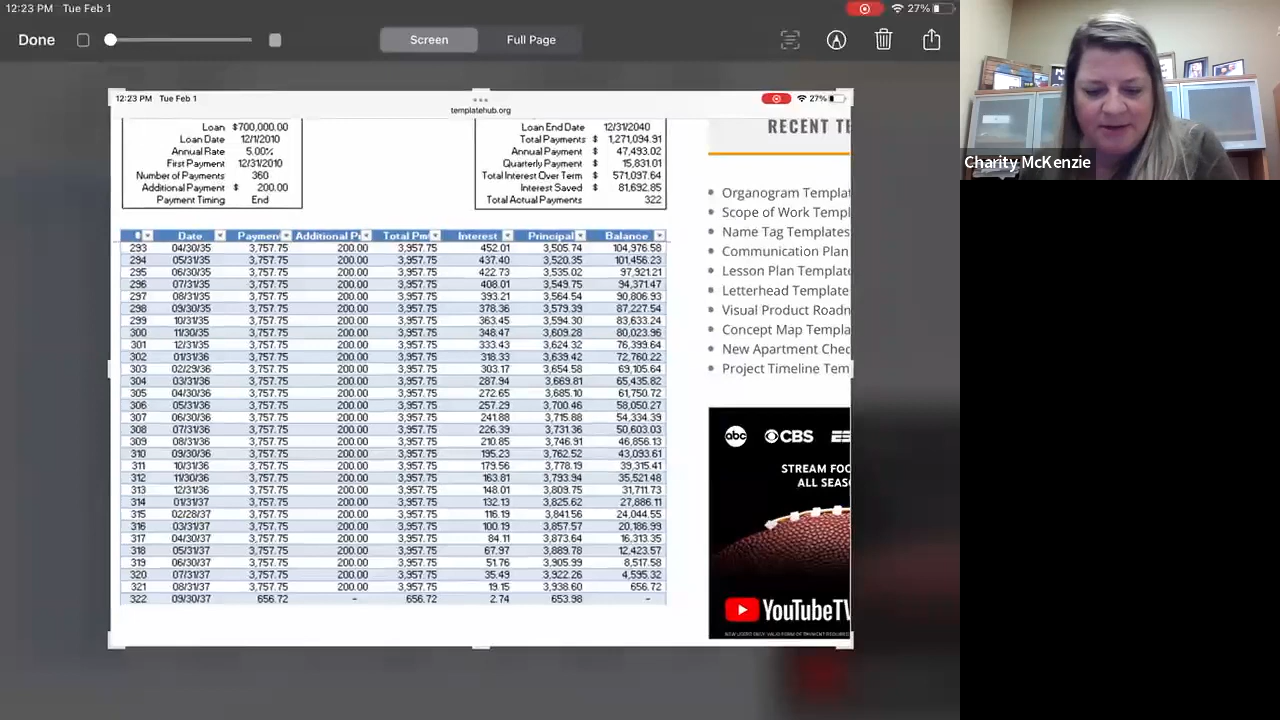 12:23 PM Tue Feb 1
27%
Done
Screen
Full Page
12:23 PM Tue Feb 1
27%
templatehub.org
Loan $700,000.00
Loan Date 12/1/2010
Annual Rate 5.00%
First Payment 12/31/2010
Number of Payments 360
Additional Payment $ 200.00
Payment Timing End
Loan End Date 12/31/2040
Total Payments $ 1,271,094.91
Annual Payment $ 47,493.02
Quarterly Payment $ 15,831.01
Total Interest Over Term $ 571,097.64
Interest Saved $ 81,692.85
Total Actual Payments 322
# Date Paymen Additional P Total Pm Interest Principal Balance
293 04/30/35 3,757.75 200.00 3,957.75 452.01 3,505.74 104,976.58
294 05/31/35 3,757.75 200.00 3,957.75 437.40 3,520.35 101,456.23
295 06/30/35 3,757.75 200.00 3,957.75 422.73 3,535.02 97,921.21
296 07/31/35 3,757.75 200.00 3,957.75 408.01 3,549.75 94,371.47
297 08/31/35 3,757.75 200.00 3,957.75 393.21 3,564.54 90,806.93
298 09/30/35 3,757.75 200.00 3,957.75 378.36 3,579.39 87,227.54
299 10/31/35 3,757.75 200.00 3,957.75 363.45 3,594.30 83,633.24
300 11/30/35 3,757.75 200.00 3,957.75 348.47 3,609.28 80,023.96
301 12/31/35 3,757.75 200.00 3,957.75 333.43 3,624.32 76,399.64
302 01/31/36 3,757.75 200.00 3,957.75 318.33 3,639.42 72,760.22
303 02/29/36 3,757.75 200.00 3,957.75 303.17 3,654.58 69,105.64
304 03/31/36 3,757.75 200.00 3,957.75 287.94 3,669.81 65,435.82
305 04/30/36 3,757.75 200.00 3,957.75 272.65 3,685.10 61,750.72
306 05/31/36 3,757.75 200.00 3,957.75 257.29 3,700.46 58,050.27
307 06/30/36 3,757.75 200.00 3,957.75 241.88 3,715.88 54,334.39
308 07/31/36 3,757.75 200.00 3,957.75 226.39 3,731.36 50,603.03
309 08/31/36 3,757.75 200.00 3,957.75 210.85 3,746.91 46,856.13
310 09/30/36 3,757.75 200.00 3,957.75 195.23 3,762.52 43,093.61
311 10/31/36 3,757.75 200.00 3,957.75 179.56 3,778.19 39,315.41
312 11/30/36 3,757.75 200.00 3,957.75 163.81 3,793.94 35,521.48
313 12/31/36 3,757.75 200.00 3,957.75 148.01 3,809.75 31,711.73
314 01/31/37 3,757.75 200.00 3,957.75 132.13 3,825.62 27,886.11
315 02/28/37 3,757.75 200.00 3,957.75 116.19 3,841.56 24,044.55
316 03/31/37 3,757.75 200.00 3,957.75 100.19 3,857.57 20,186.99
317 04/30/37 3,757.75 200.00 3,957.75 84.11 3,873.64 16,313.35
318 05/31/37 3,757.75 200.00 3,957.75 67.97 3,889.78 12,423.57
319 06/30/37 3,757.75 200.00 3,957.75 51.76 3,905.99 8,517.58
320 07/31/37 3,757.75 200.00 3,957.75 35.49 3,922.26 4,595.32
321 08/31/37 3,757.75 200.00 3,957.75 19.15 3,938.60 656.72
322 09/30/37 656.72 - 656.72 2.74 653.98 -
RECENT TE
Organogram Templat
Scope of Work Templ
Name Tag Templates
Communication Plan
Lesson Plan Template
Letterhead Template
Visual Product Roadn
Concept Map Templa
New Apartment Chec
Project Timeline Tem
abc CBS
STREAM FOO
ALL SEASO
YouTubeTV
Charity McKenzie